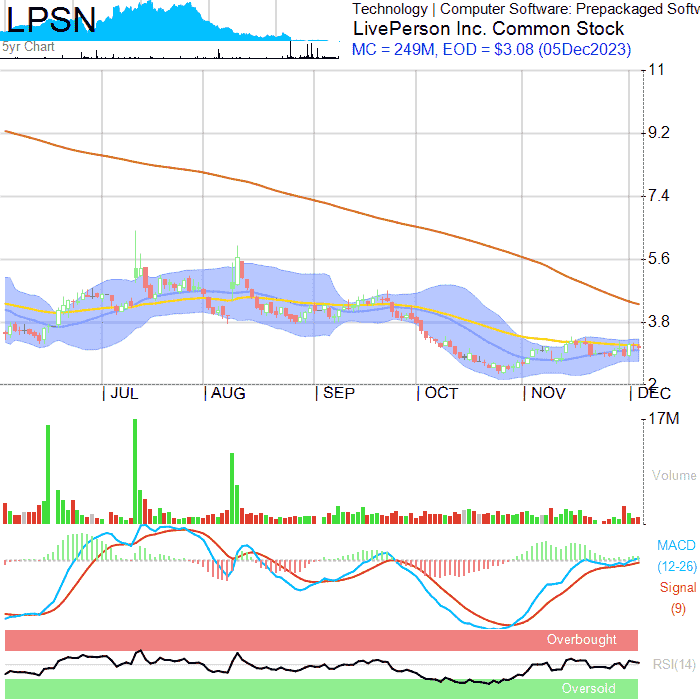 LPSN
5yr Chart
Technology | Computer Software: Prepackaged Softw
LivePerson Inc. Common Stock
MC = 249M, EOD = $3.08 (05Dec2023)
11
9.2
7.4
5.6
3.8
2
JUL AUG SEP OCT NOV DEC
17M
Volume
MACD
(12-26)
Signal
(9)
Overbought
RSI(14)
Oversold